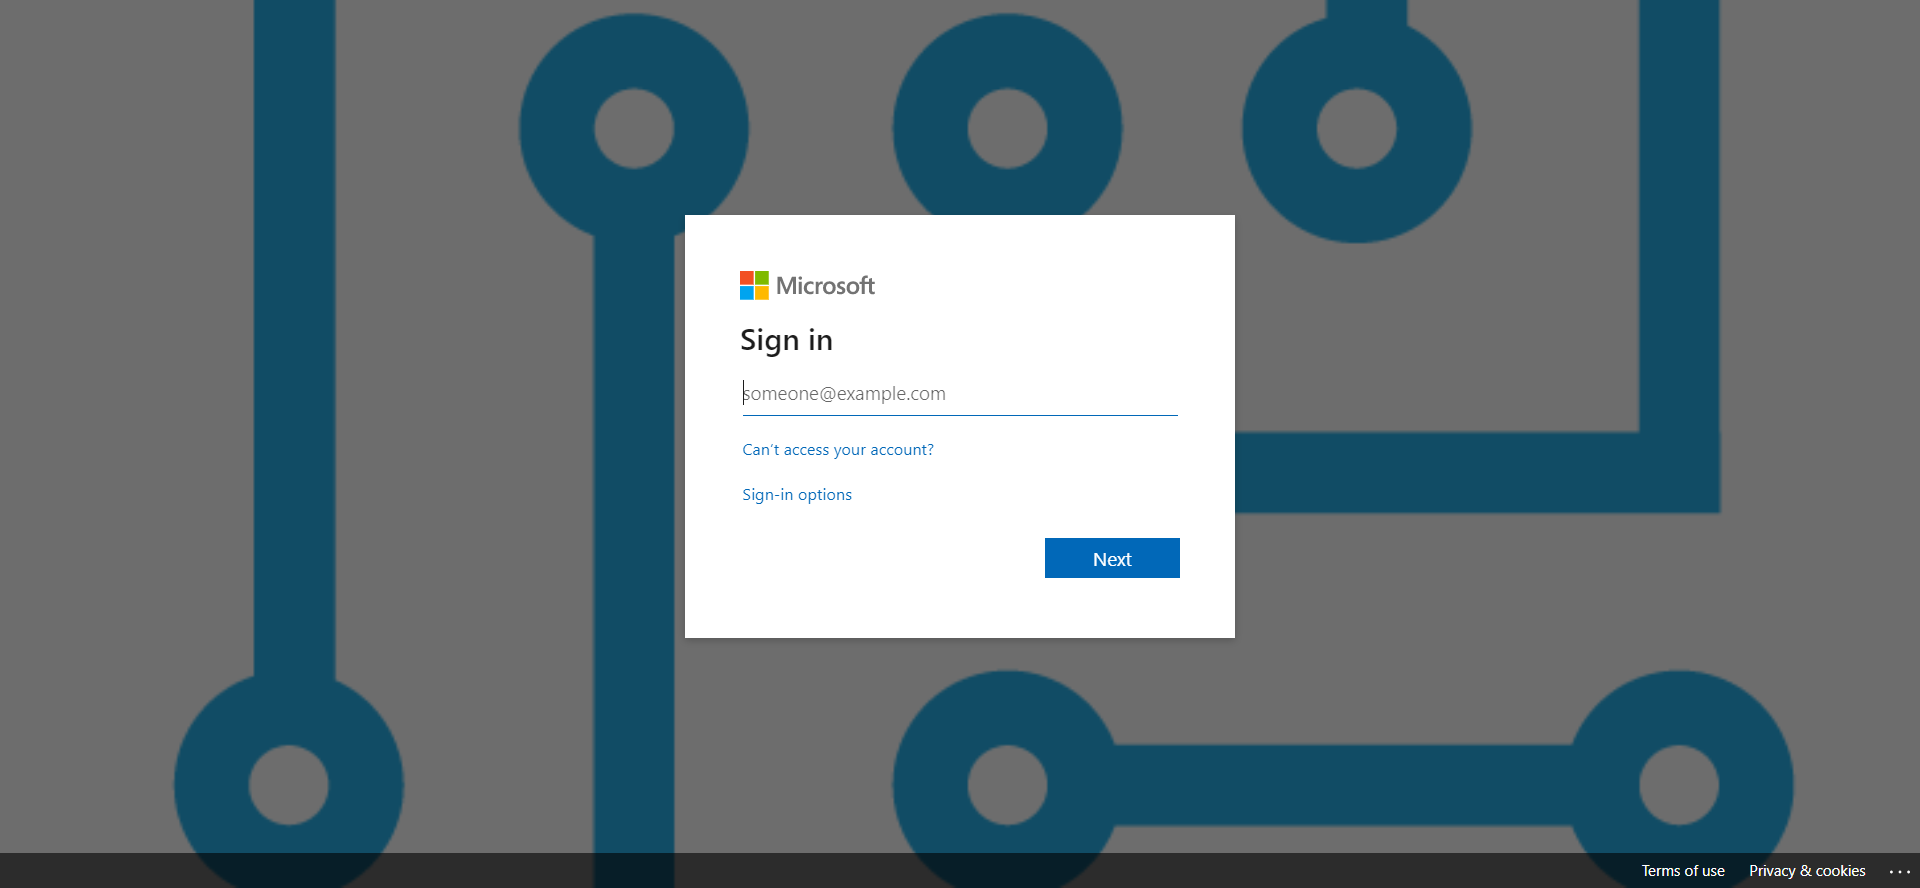 Microsoft
Sign in
someone@example.com
Can't access your account?
Sign-in options
Next
Terms of use
Privacy & cookies
...